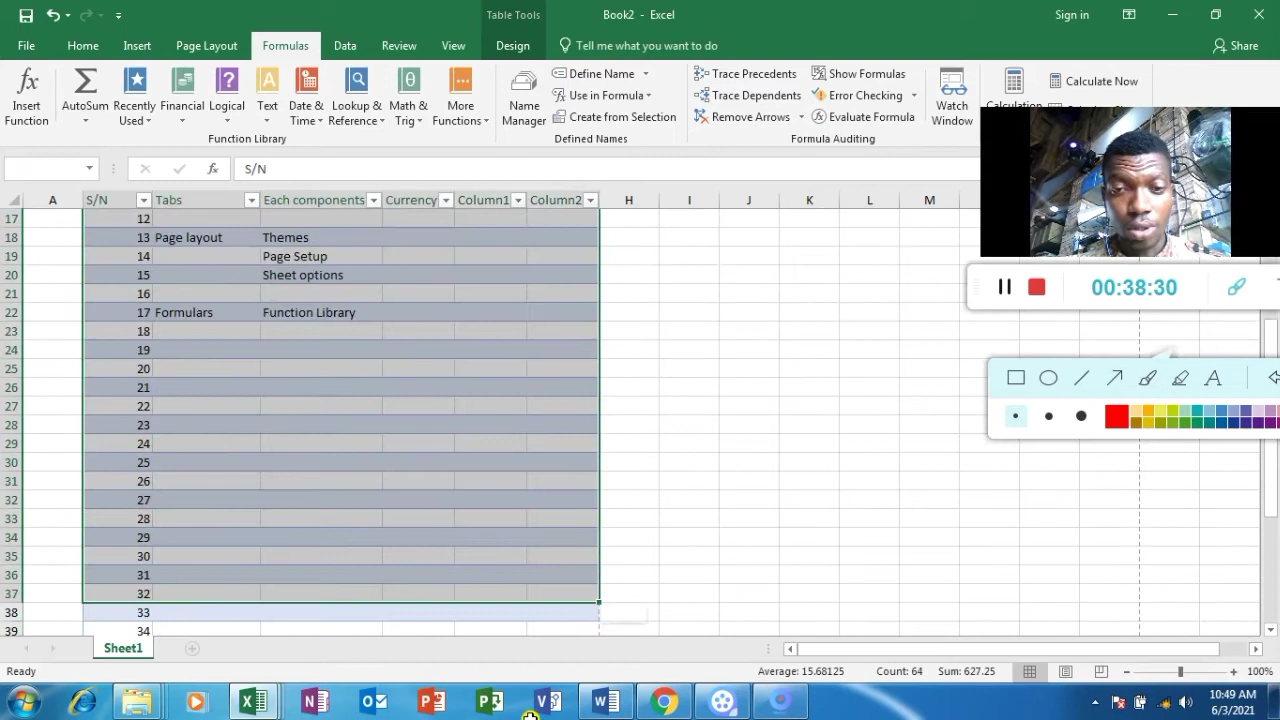 Table Tools
Book2 - Excel
Sign in
File
Home
Insert
Page Layout
Formulas
Data
Review
View
Design
Tell me what you want to do
Share
Insert Function
AutoSum
Recently Used
Financial
Logical
Text
Date & Time
Lookup & Reference
Math & Trig
More Functions
Function Library
Name Manager
Define Name
Use in Formula
Create from Selection
Defined Names
Trace Precedents
Trace Dependents
Remove Arrows
Show Formulas
Error Checking
Evaluate Formula
Formula Auditing
Watch Window
Calculation
Calculate Now
fx S/N
A S/N Tabs Each components Currency Column1 Column2 H I J K L M
17 12
18 13 Page layout Themes
19 14 Page Setup
20 15 Sheet options
21 16
22 17 Formulars Function Library
23 18
24 19
25 20
26 21
27 22
28 23
29 24
30 25
31 26
32 27
33 28
34 29
35 30
36 31
37 32
38 33
39 34
00:38:30
A
Sheet1
Ready
Average: 15.68125 Count: 64 Sum: 627.25
100%
10:49 AM
6/3/2021